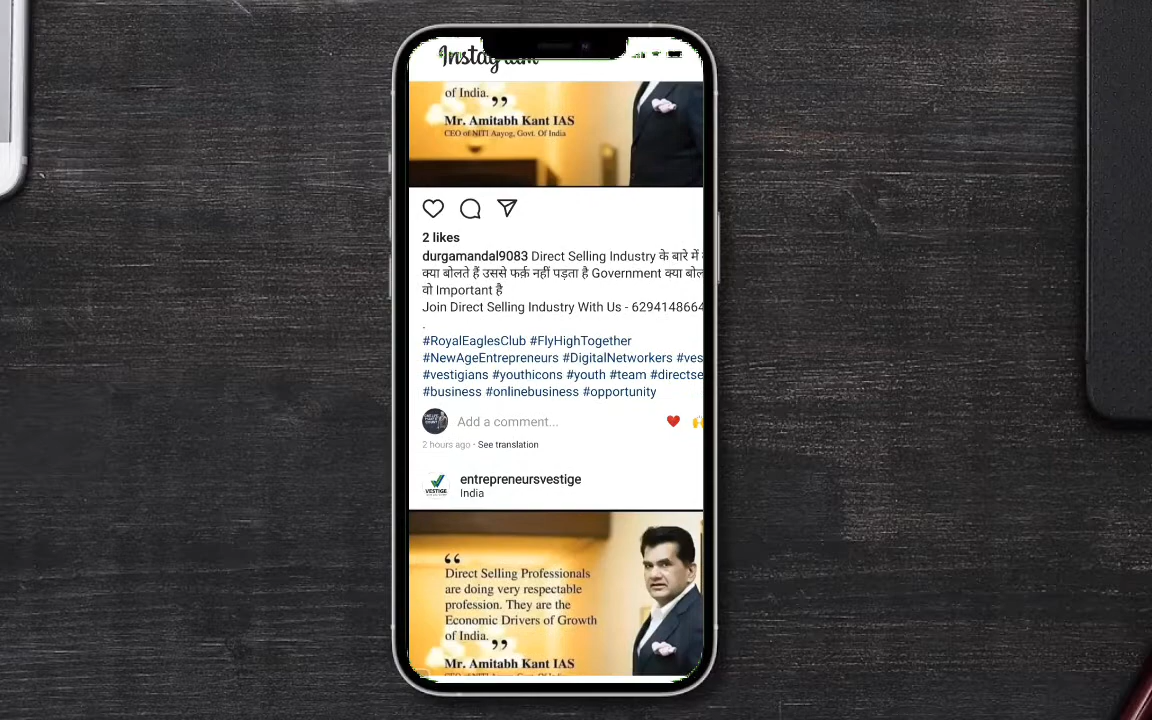 Instagram
of India.
”
Mr. Amitabh Kant IAS
CEO of NITI Aayog, Govt. Of India
2 likes
durgamandal9083 Direct Selling Industry के बारे में
क्या बोलते हैं उससे फर्क़ नहीं पड़ता है Government क्या बोल
वो Important है
Join Direct Selling Industry With Us - 6294148664
.
#RoyalEaglesClub #FlyHighTogether
#NewAgeEntrepreneurs #DigitalNetworkers #ves
#vestigians #youthicons #youth #team #directse
#business #onlinebusiness #opportunity
Add a comment...
2 hours ago · See translation
VESTIGE
entrepreneursvestige
India
“
Direct Selling Professionals
are doing very respectable
profession. They are the
Economic Drivers of Growth
of India.
”
Mr. Amitabh Kant IAS